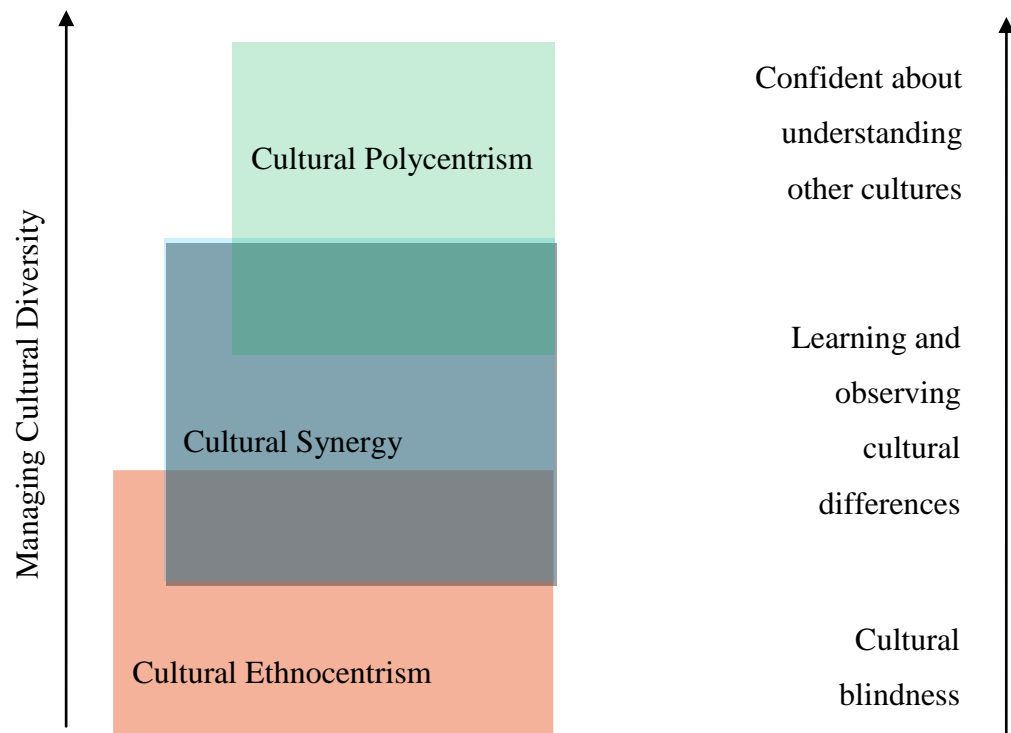 Managing Cultural Diversity
Cultural Polycentrism
Cultural Synergy
Cultural Ethnocentrism
Confident about
understanding
other cultures
Learning and
observing
cultural
differences
Cultural
blindness